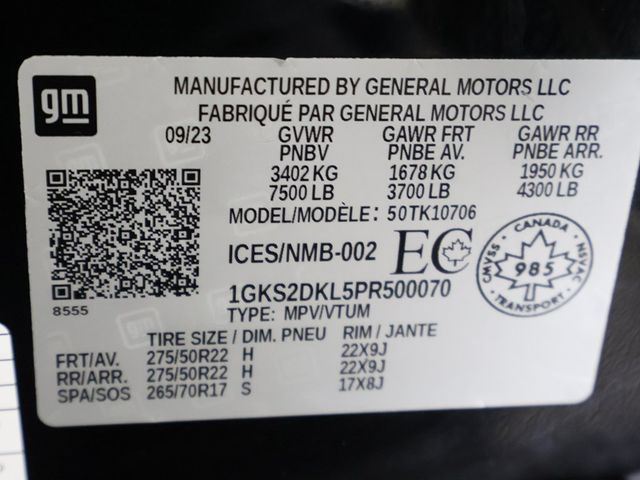 gm
MANUFACTURED BY GENERAL MOTORS LLC
FABRIQUÉ PAR GENERAL MOTORS LLC
09/23 GVWR GAWR FRT GAWR RR
PNBV PNBE AV. PNBE ARR.
3402 KG 1678 KG 1950 KG
7500 LB 3700 LB 4300 LB
MODEL/MODÈLE: 50TK10706
ICES/NMB-002 EC
CANADA
CMVSS 985 NSVAC
TRANSPORT
8555
1GKS2DKL5PR500070
TYPE: MPV/VTUM
TIRE SIZE / DIM. PNEU RIM / JANTE
FRT/AV. 275/50R22 H 22X9J
RR/ARR. 275/50R22 H 22X9J
SPA/SOS 265/70R17 S 17X8J